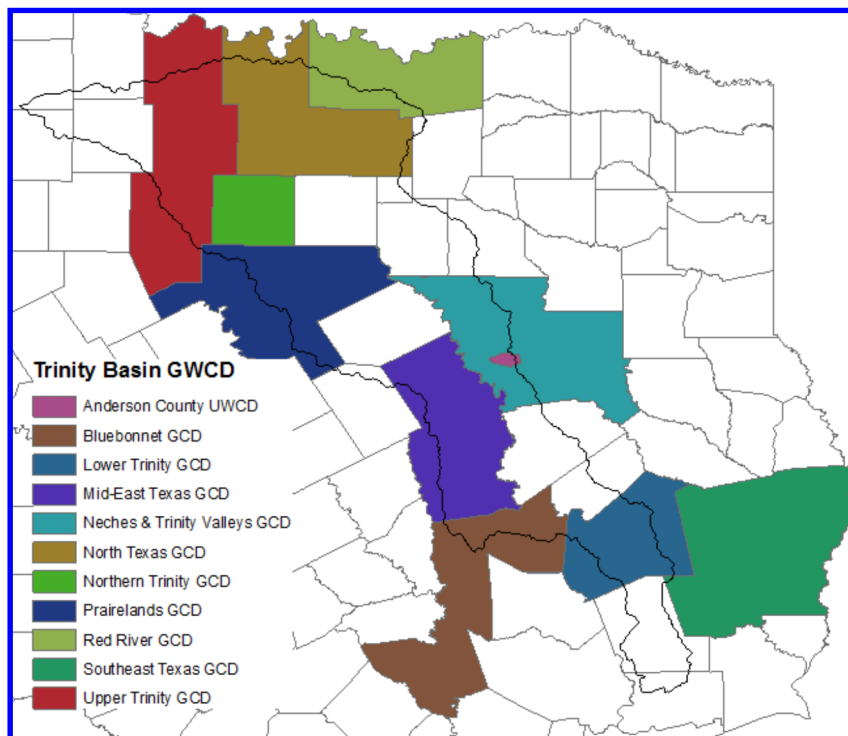 Trinity Basin GWCD
Anderson County UWCD
Bluebonnet GCD
Lower Trinity GCD
Mid-East Texas GCD
Neches & Trinity Valleys GCD
North Texas GCD
Northern Trinity GCD
Prairelands GCD
Red River GCD
Southeast Texas GCD
Upper Trinity GCD